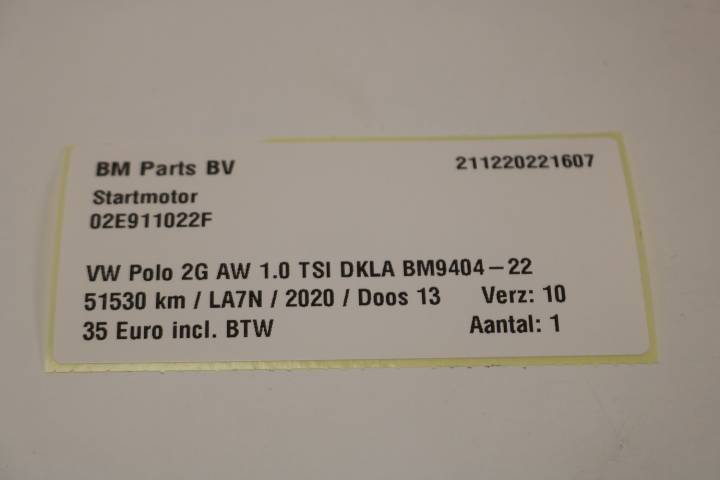 BM Parts BV 211220221607
Startmotor
02E911022F
VW Polo 2G AW 1.0 TSI DKLA BM9404-22
51530 km / LA7N / 2020 / Doos 13 Verz: 10
35 Euro incl. BTW Aantal: 1